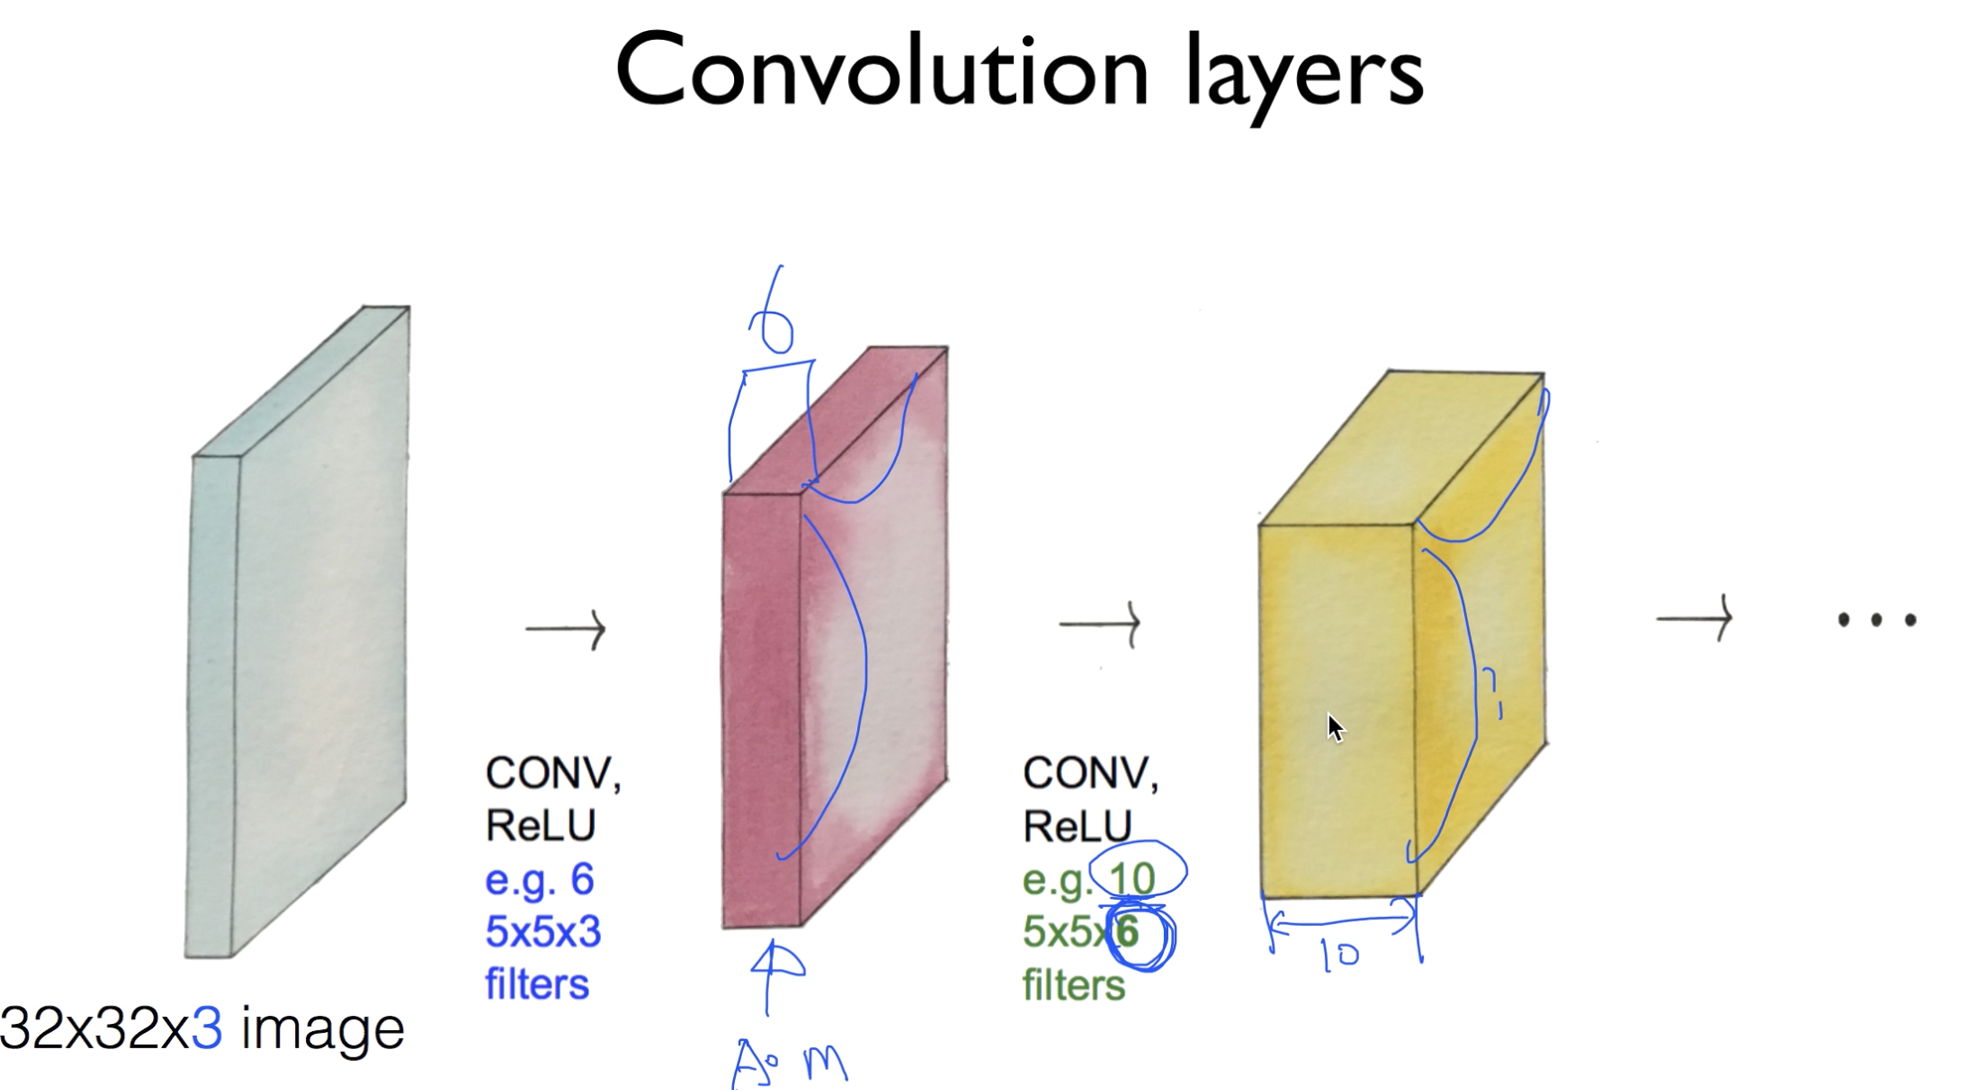 Convolution layers
6
CONV,
ReLU
e.g. 6
5x5x3
filters
CONV,
ReLU
e.g. 10
5x5x6
filters
?
10
32x32x3 image
A. M
...